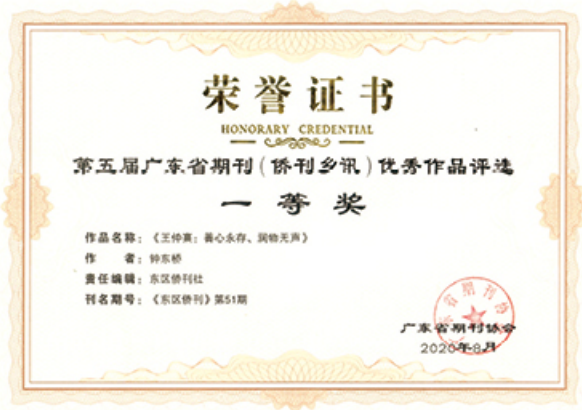 荣誉证书
HONORARY CREDENTIAL
第五届广东省期刊（侨刊乡讯）优秀作品评选
一等奖
作品名称：《王仲熹：善心永存、润物无声》
作　　者：钟东桥
责任编辑：东区侨刊社
刊名期号：《东区侨刊》第51期
广东省期刊协会
2020年8月